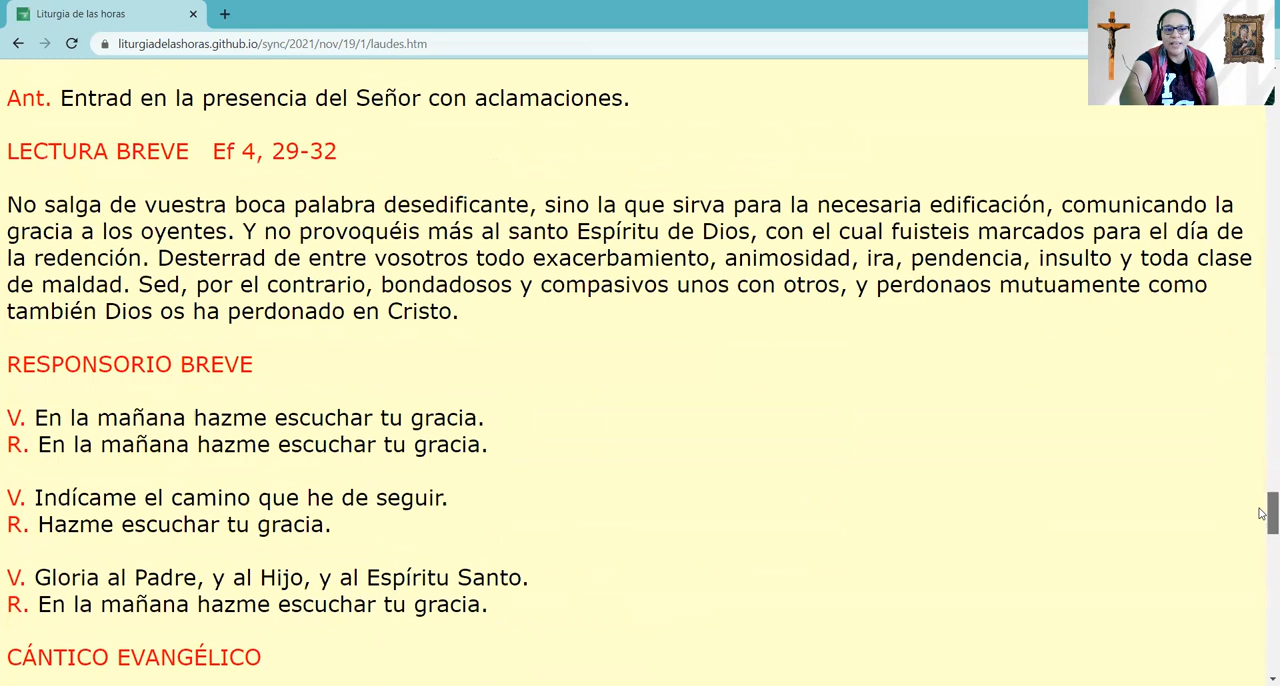 Liturgia de las horas
liturgiadelashoras.github.io/sync/2021/nov/19/1/laudes.htm
Ant. Entrad en la presencia del Señor con aclamaciones.
LECTURA BREVE Ef 4, 29-32
No salga de vuestra boca palabra desedificante, sino la que sirva para la necesaria edificación, comunicando la
gracia a los oyentes. Y no provoquéis más al santo Espíritu de Dios, con el cual fuisteis marcados para el día de
la redención. Desterrad de entre vosotros todo exacerbamiento, animosidad, ira, pendencia, insulto y toda clase
de maldad. Sed, por el contrario, bondadosos y compasivos unos con otros, y perdonaos mutuamente como
también Dios os ha perdonado en Cristo.
RESPONSORIO BREVE
V. En la mañana hazme escuchar tu gracia.
R. En la mañana hazme escuchar tu gracia.
V. Indícame el camino que he de seguir.
R. Hazme escuchar tu gracia.
V. Gloria al Padre, y al Hijo, y al Espíritu Santo.
R. En la mañana hazme escuchar tu gracia.
CÁNTICO EVANGÉLICO